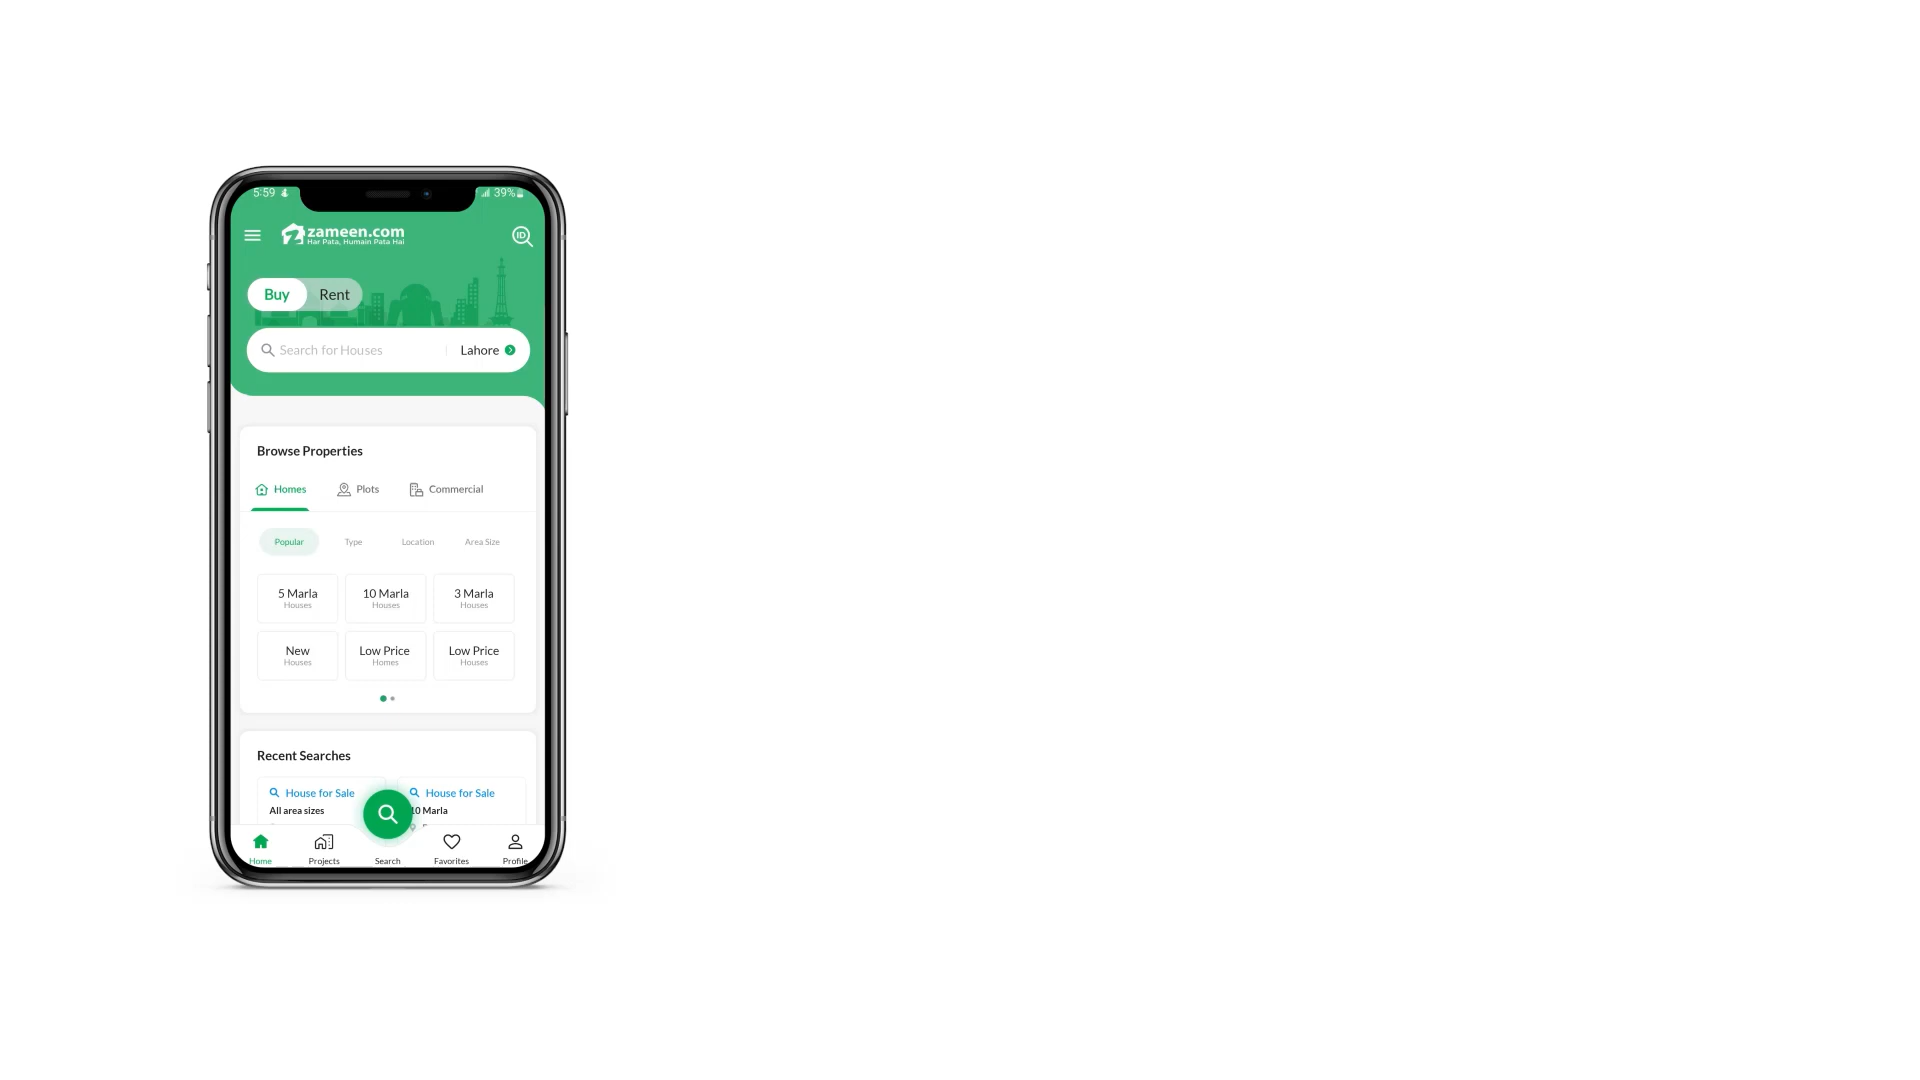 5:59
39%
zameen.com
Har Pata, Humain Pata Hai
ID
Buy
Rent
Search for Houses
Lahore
Browse Properties
Homes
Plots
Commercial
Popular
Type
Location
Area Size
5 Marla
Houses
10 Marla
Houses
3 Marla
Houses
New
Houses
Low Price
Homes
Low Price
Houses
Recent Searches
House for Sale
All area sizes
House for Sale
10 Marla
Home
Projects
Search
Favorites
Profile